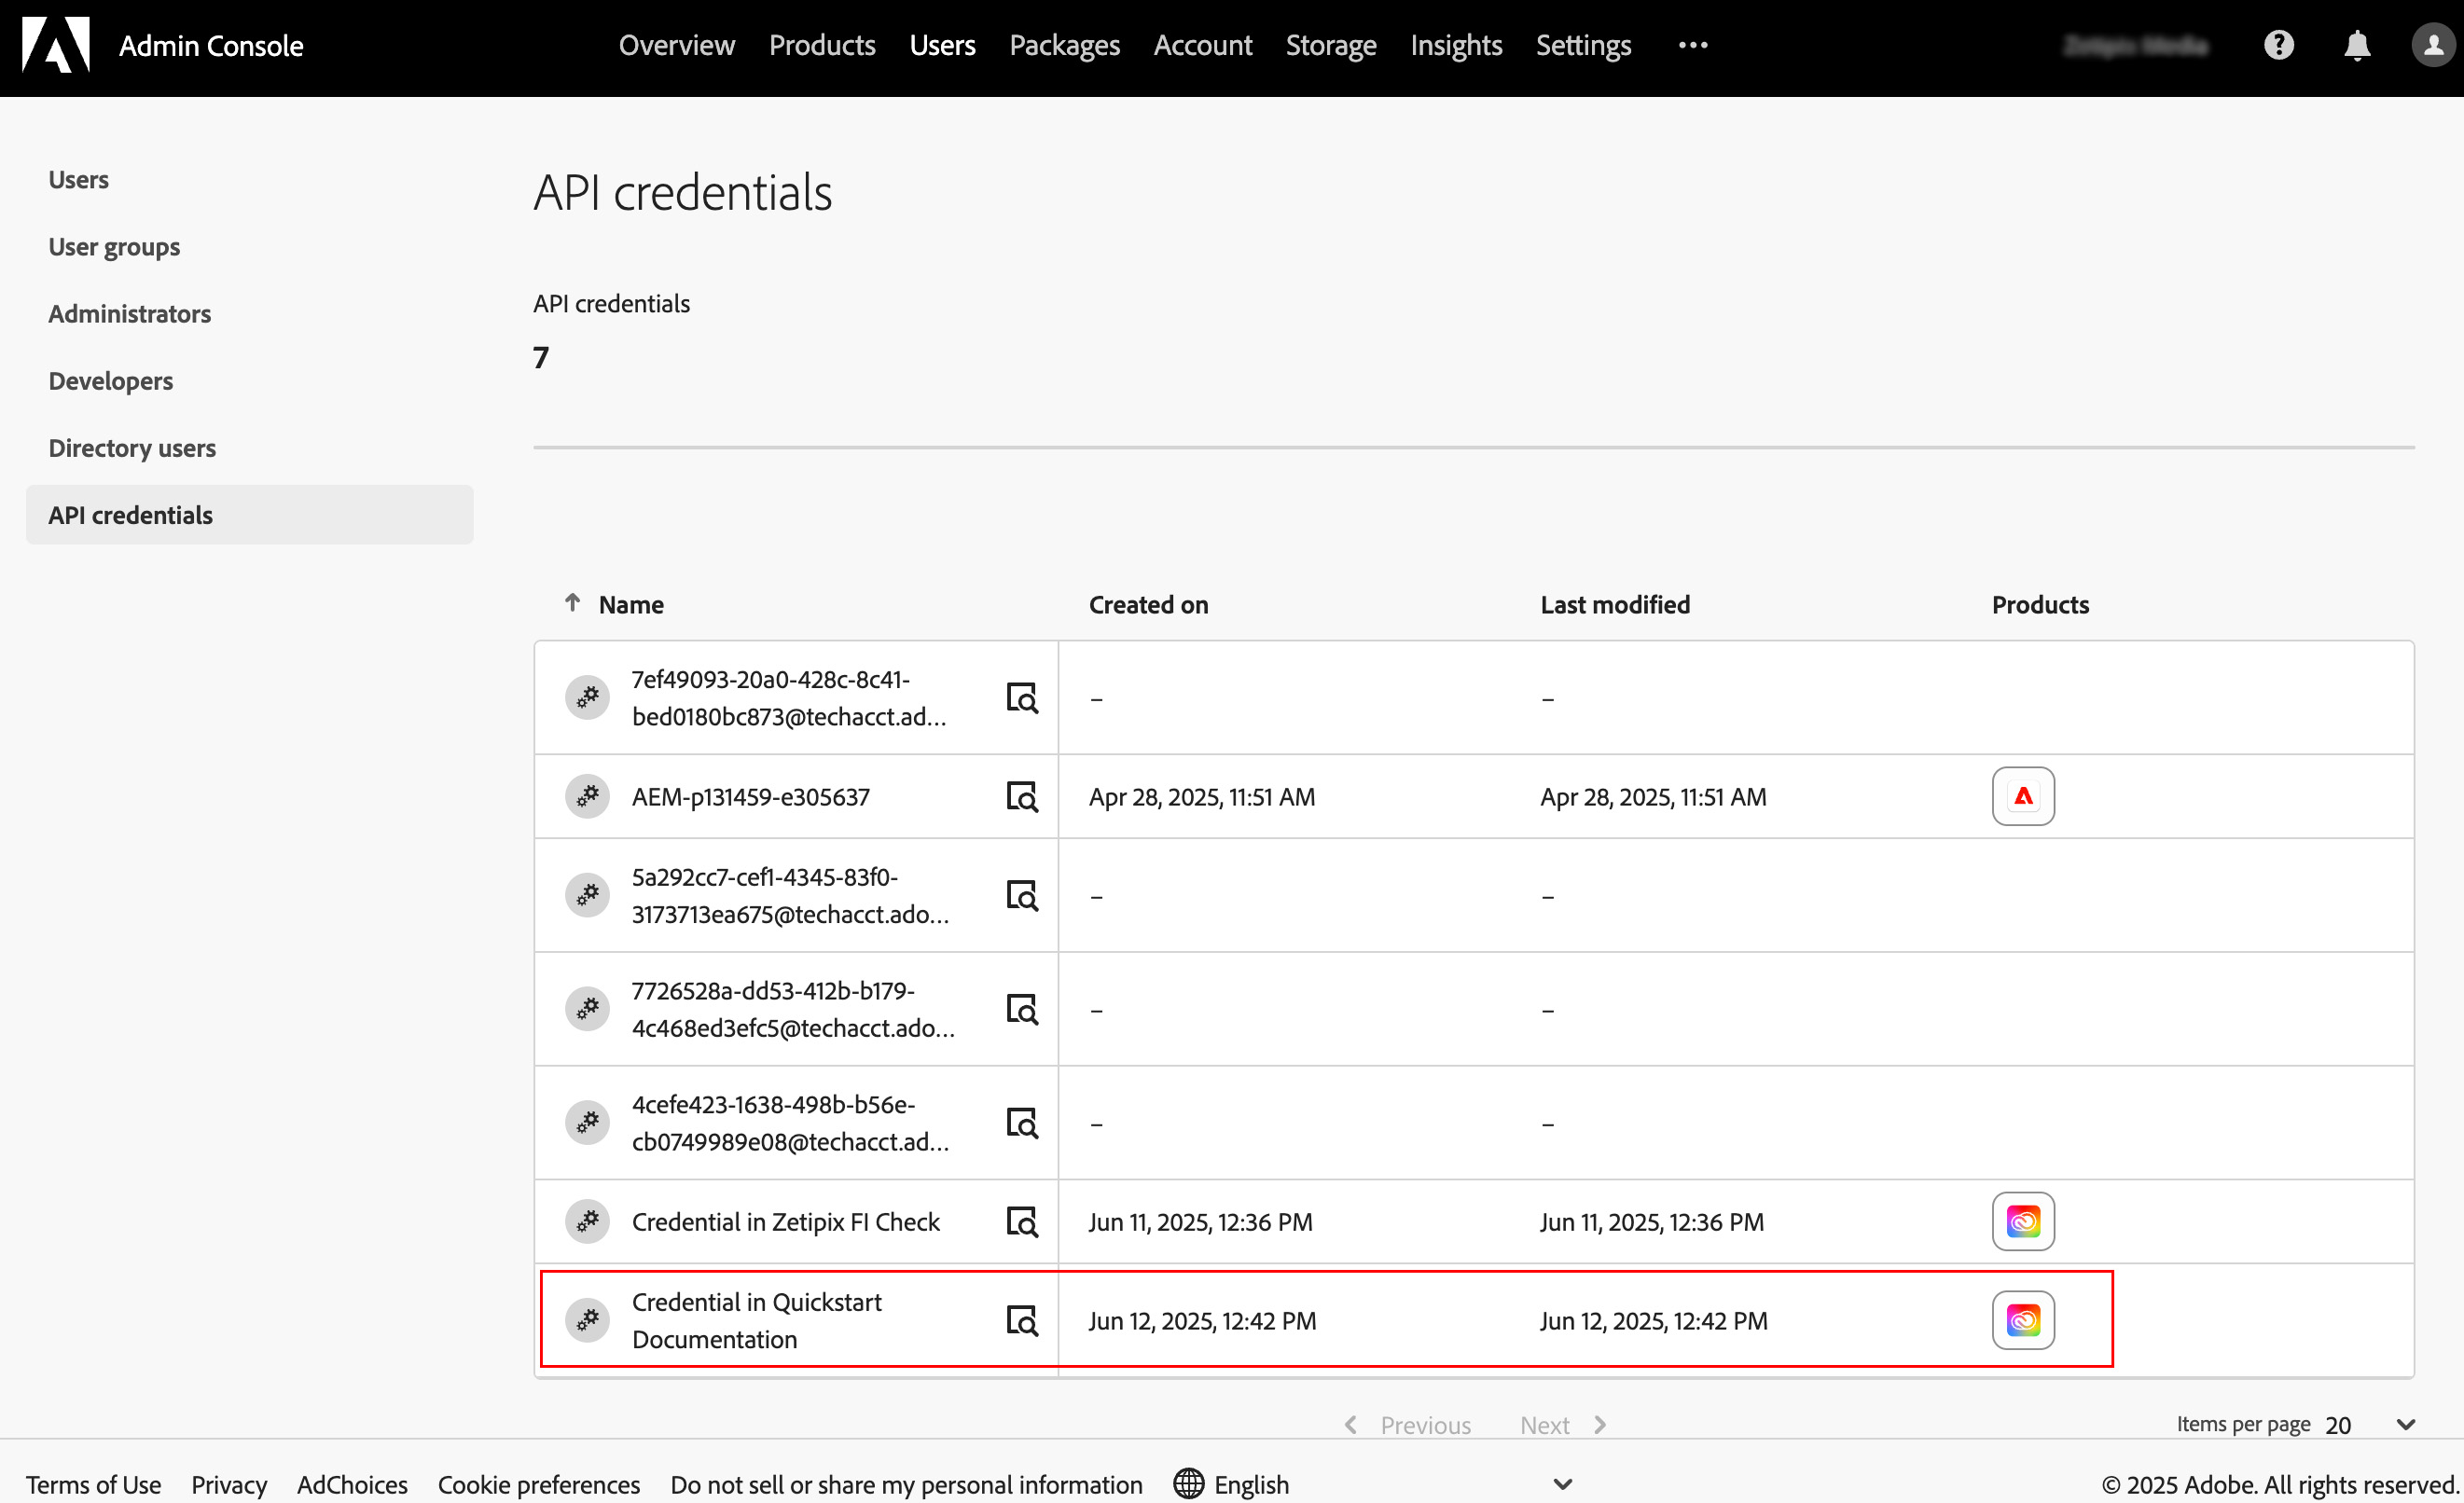 Admin Console
Overview Products Users Packages Account Storage Insights Settings
Users
User groups
Administrators
Developers
Directory users
API credentials
API credentials
API credentials
7
Name Created on Last modified Products
7ef49093-20a0-428c-8c41-
bed0180bc873@techacct.ad...
– –
AEM-p131459-e305637 Apr 28, 2025, 11:51 AM Apr 28, 2025, 11:51 AM
5a292cc7-cef1-4345-83f0-
3173713ea675@techacct.ado...
– –
7726528a-dd53-412b-b179-
4c468ed3efc5@techacct.ado...
– –
4cefe423-1638-498b-b56e-
cb0749989e08@techacct.ad...
– –
Credential in Zetipix FI Check Jun 11, 2025, 12:36 PM Jun 11, 2025, 12:36 PM
Credential in Quickstart
Documentation
Jun 12, 2025, 12:42 PM Jun 12, 2025, 12:42 PM
Previous Next Items per page 20
Terms of Use Privacy AdChoices Cookie preferences Do not sell or share my personal information English © 2025 Adobe. All rights reserved.